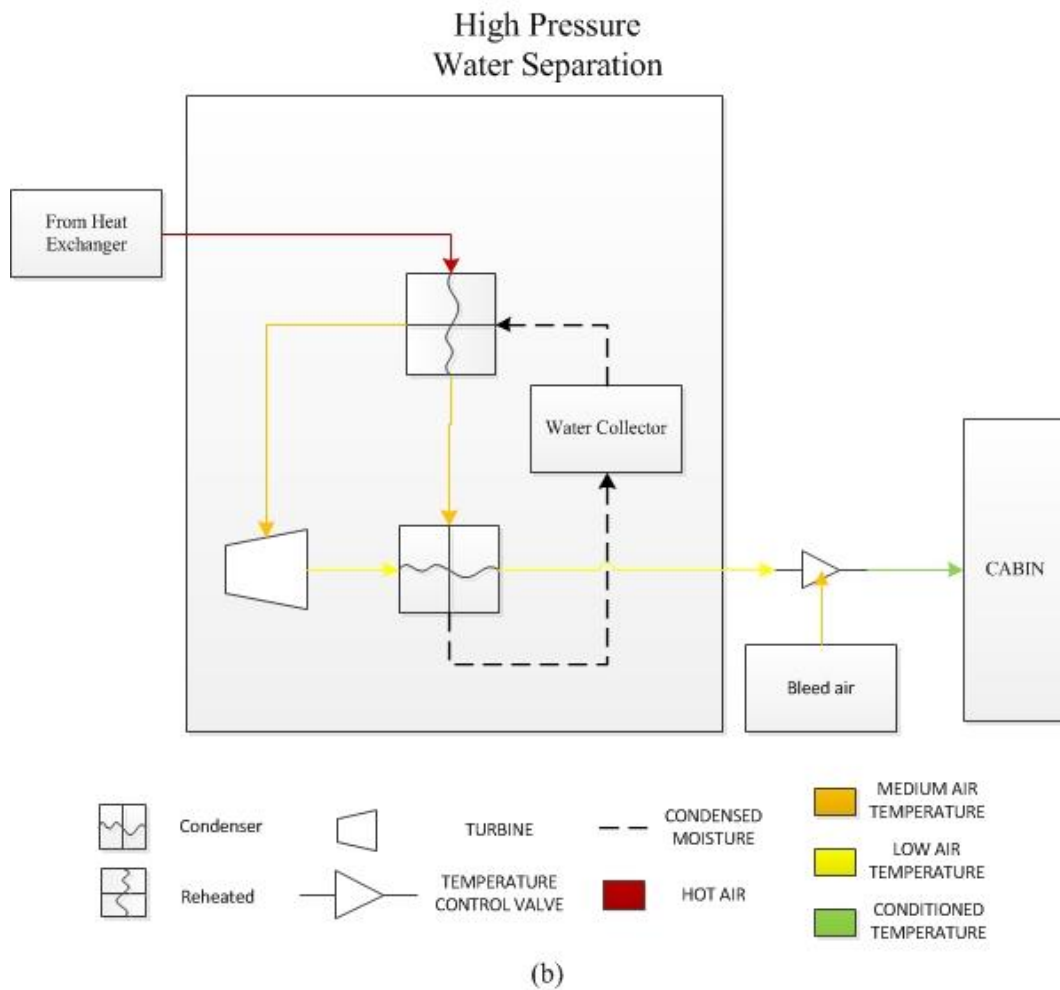 High Pressure
Water Separation
From Heat
Exchanger
Water Collector
CABIN
Bleed air
Condenser
TURBINE
CONDENSED
MOISTURE
MEDIUM AIR
TEMPERATURE
LOW AIR
TEMPERATURE
Reheated
TEMPERATURE
CONTROL VALVE
HOT AIR
CONDITIONED
TEMPERATURE
(b)